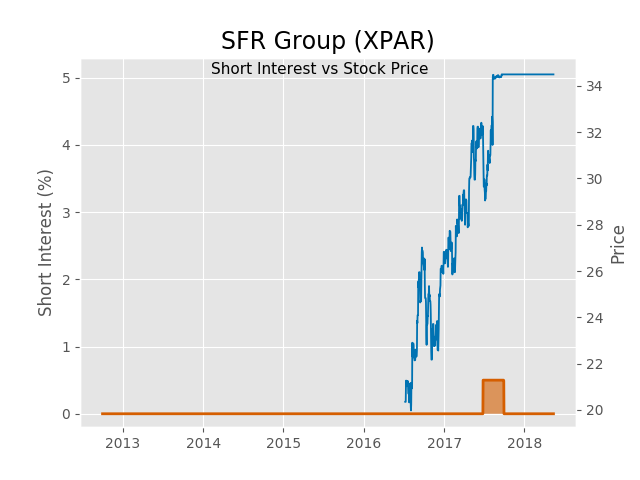 SFR Group (XPAR)
Short Interest vs Stock Price
Short Interest (%)
5
4
3
2
1
0
34
32
30
28
26
24
22
20
Price
2013 2014 2015 2016 2017 2018